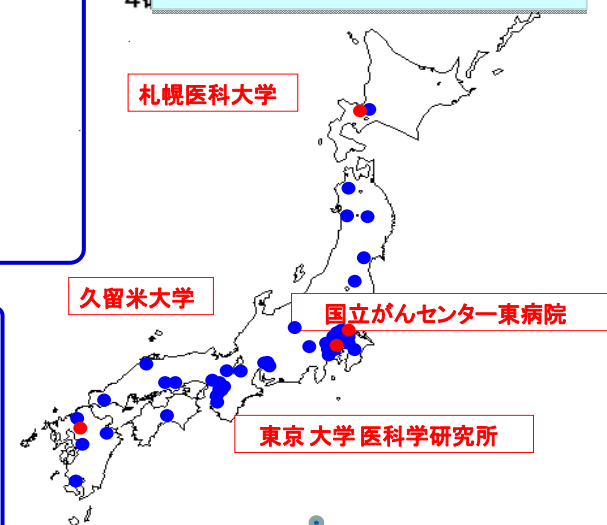 札幌医科大学
久留米大学
国立がんセンター東病院
東京 大学 医科学研究所